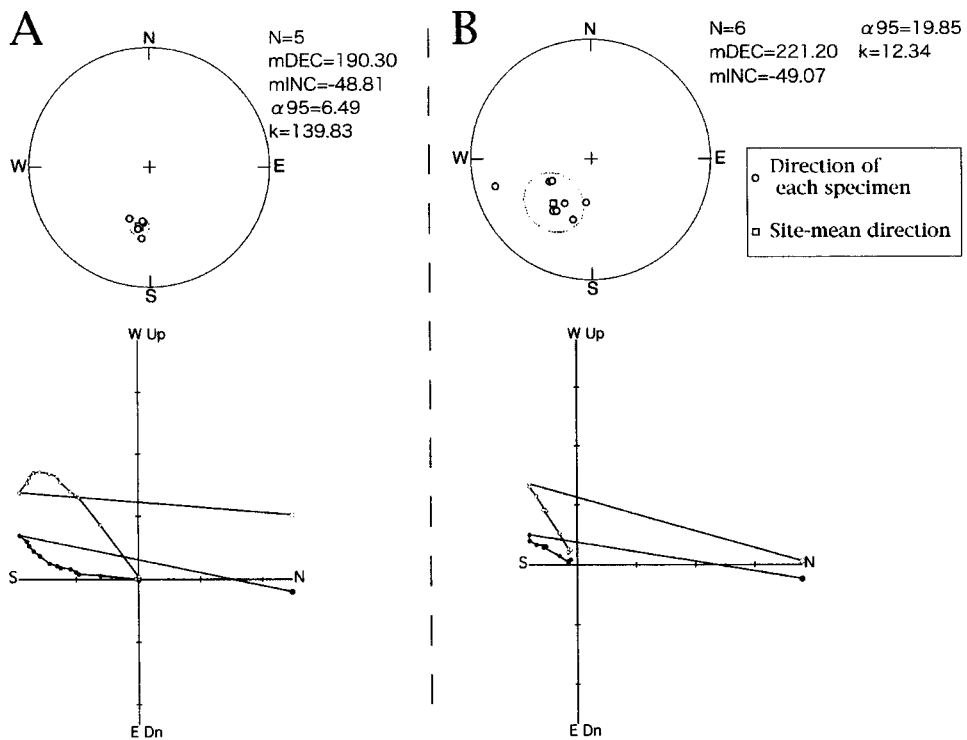 A
N
N=5
mDEC=190.30
mINC=-48.81
α95=6.49
k=139.83
W
E
S
W Up
S
N
E Dn
B
N
N=6 α95=19.85
mDEC=221.20 k=12.34
mINC=-49.07
W
E
S
Direction of
each specimen
Site-mean direction
W Up
S
N
E Dn